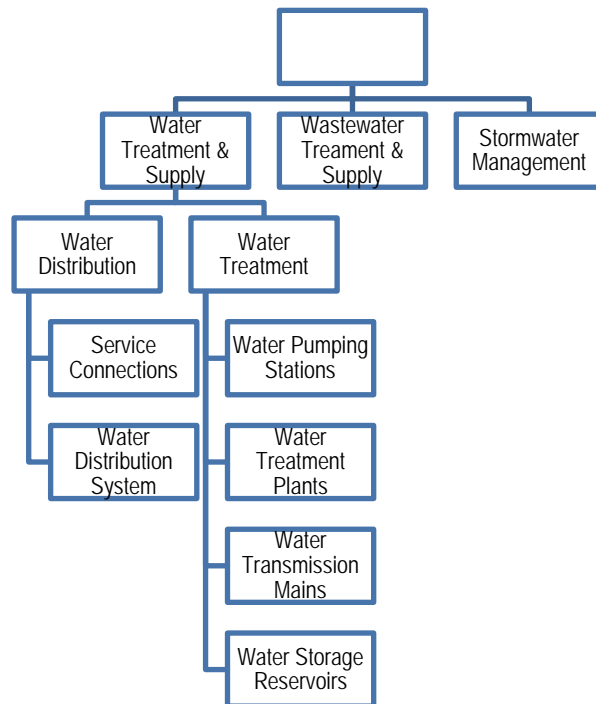 Water
Treatment &
Supply
Wastewater
Treament &
Supply
Stormwater
Management
Water
Distribution
Water
Treatment
Service
Connections
Water Pumping
Stations
Water
Distribution
System
Water
Treatment
Plants
Water
Transmission
Mains
Water Storage
Reservoirs